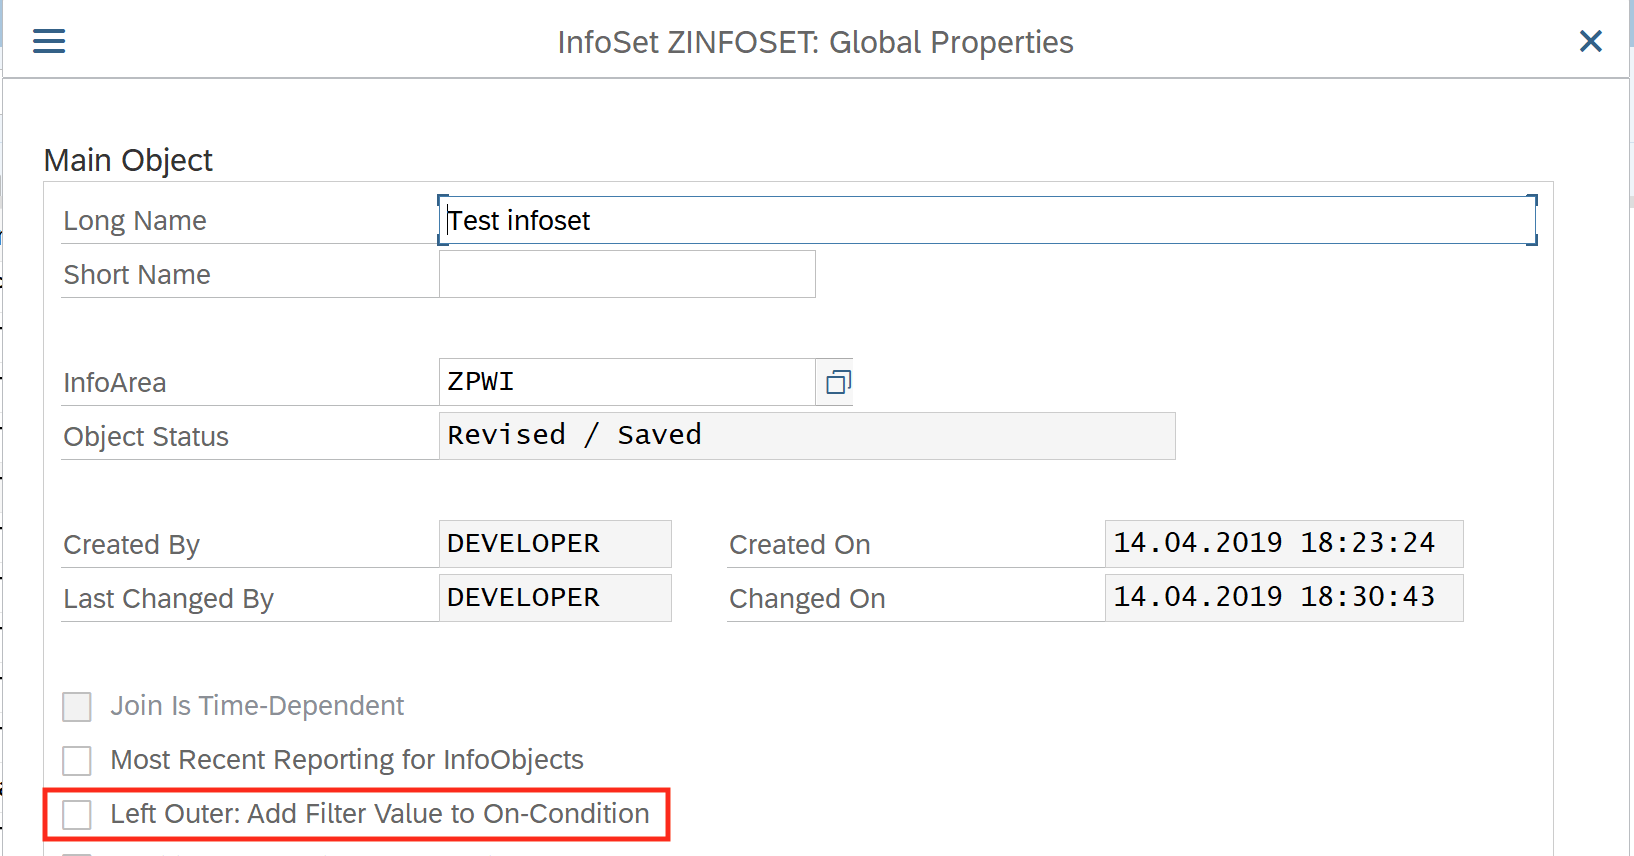 InfoSet ZINFOSET: Global Properties
Main Object
Long Name Test infoset
Short Name
InfoArea ZPWI
Object Status Revised / Saved
Created By DEVELOPER Created On 14.04.2019 18:23:24
Last Changed By DEVELOPER Changed On 14.04.2019 18:30:43
Join Is Time-Dependent
Most Recent Reporting for InfoObjects
Left Outer: Add Filter Value to On-Condition